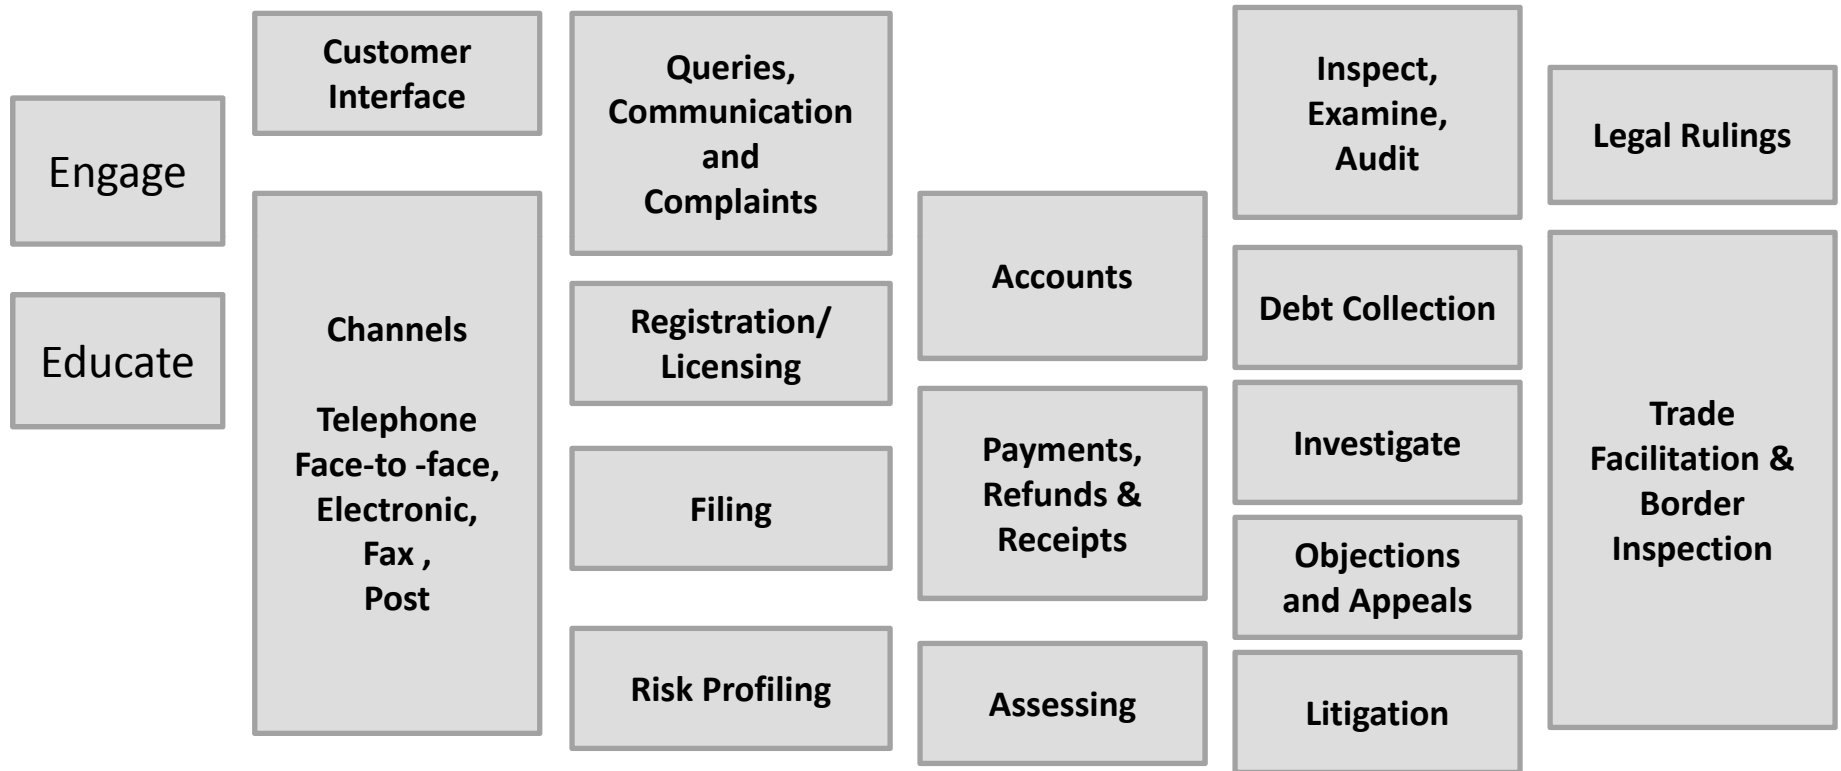 Engage
Educate
Customer
Interface
Channels
Telephone
Face-to -face,
Electronic,
Fax ,
Post
Queries,
Communication
and
Complaints
Registration/
Licensing
Filing
Risk Profiling
Accounts
Payments,
Refunds &
Receipts
Assessing
Inspect,
Examine,
Audit
Debt Collection
Investigate
Objections
and Appeals
Litigation
Legal Rulings
Trade
Facilitation &
Border
Inspection